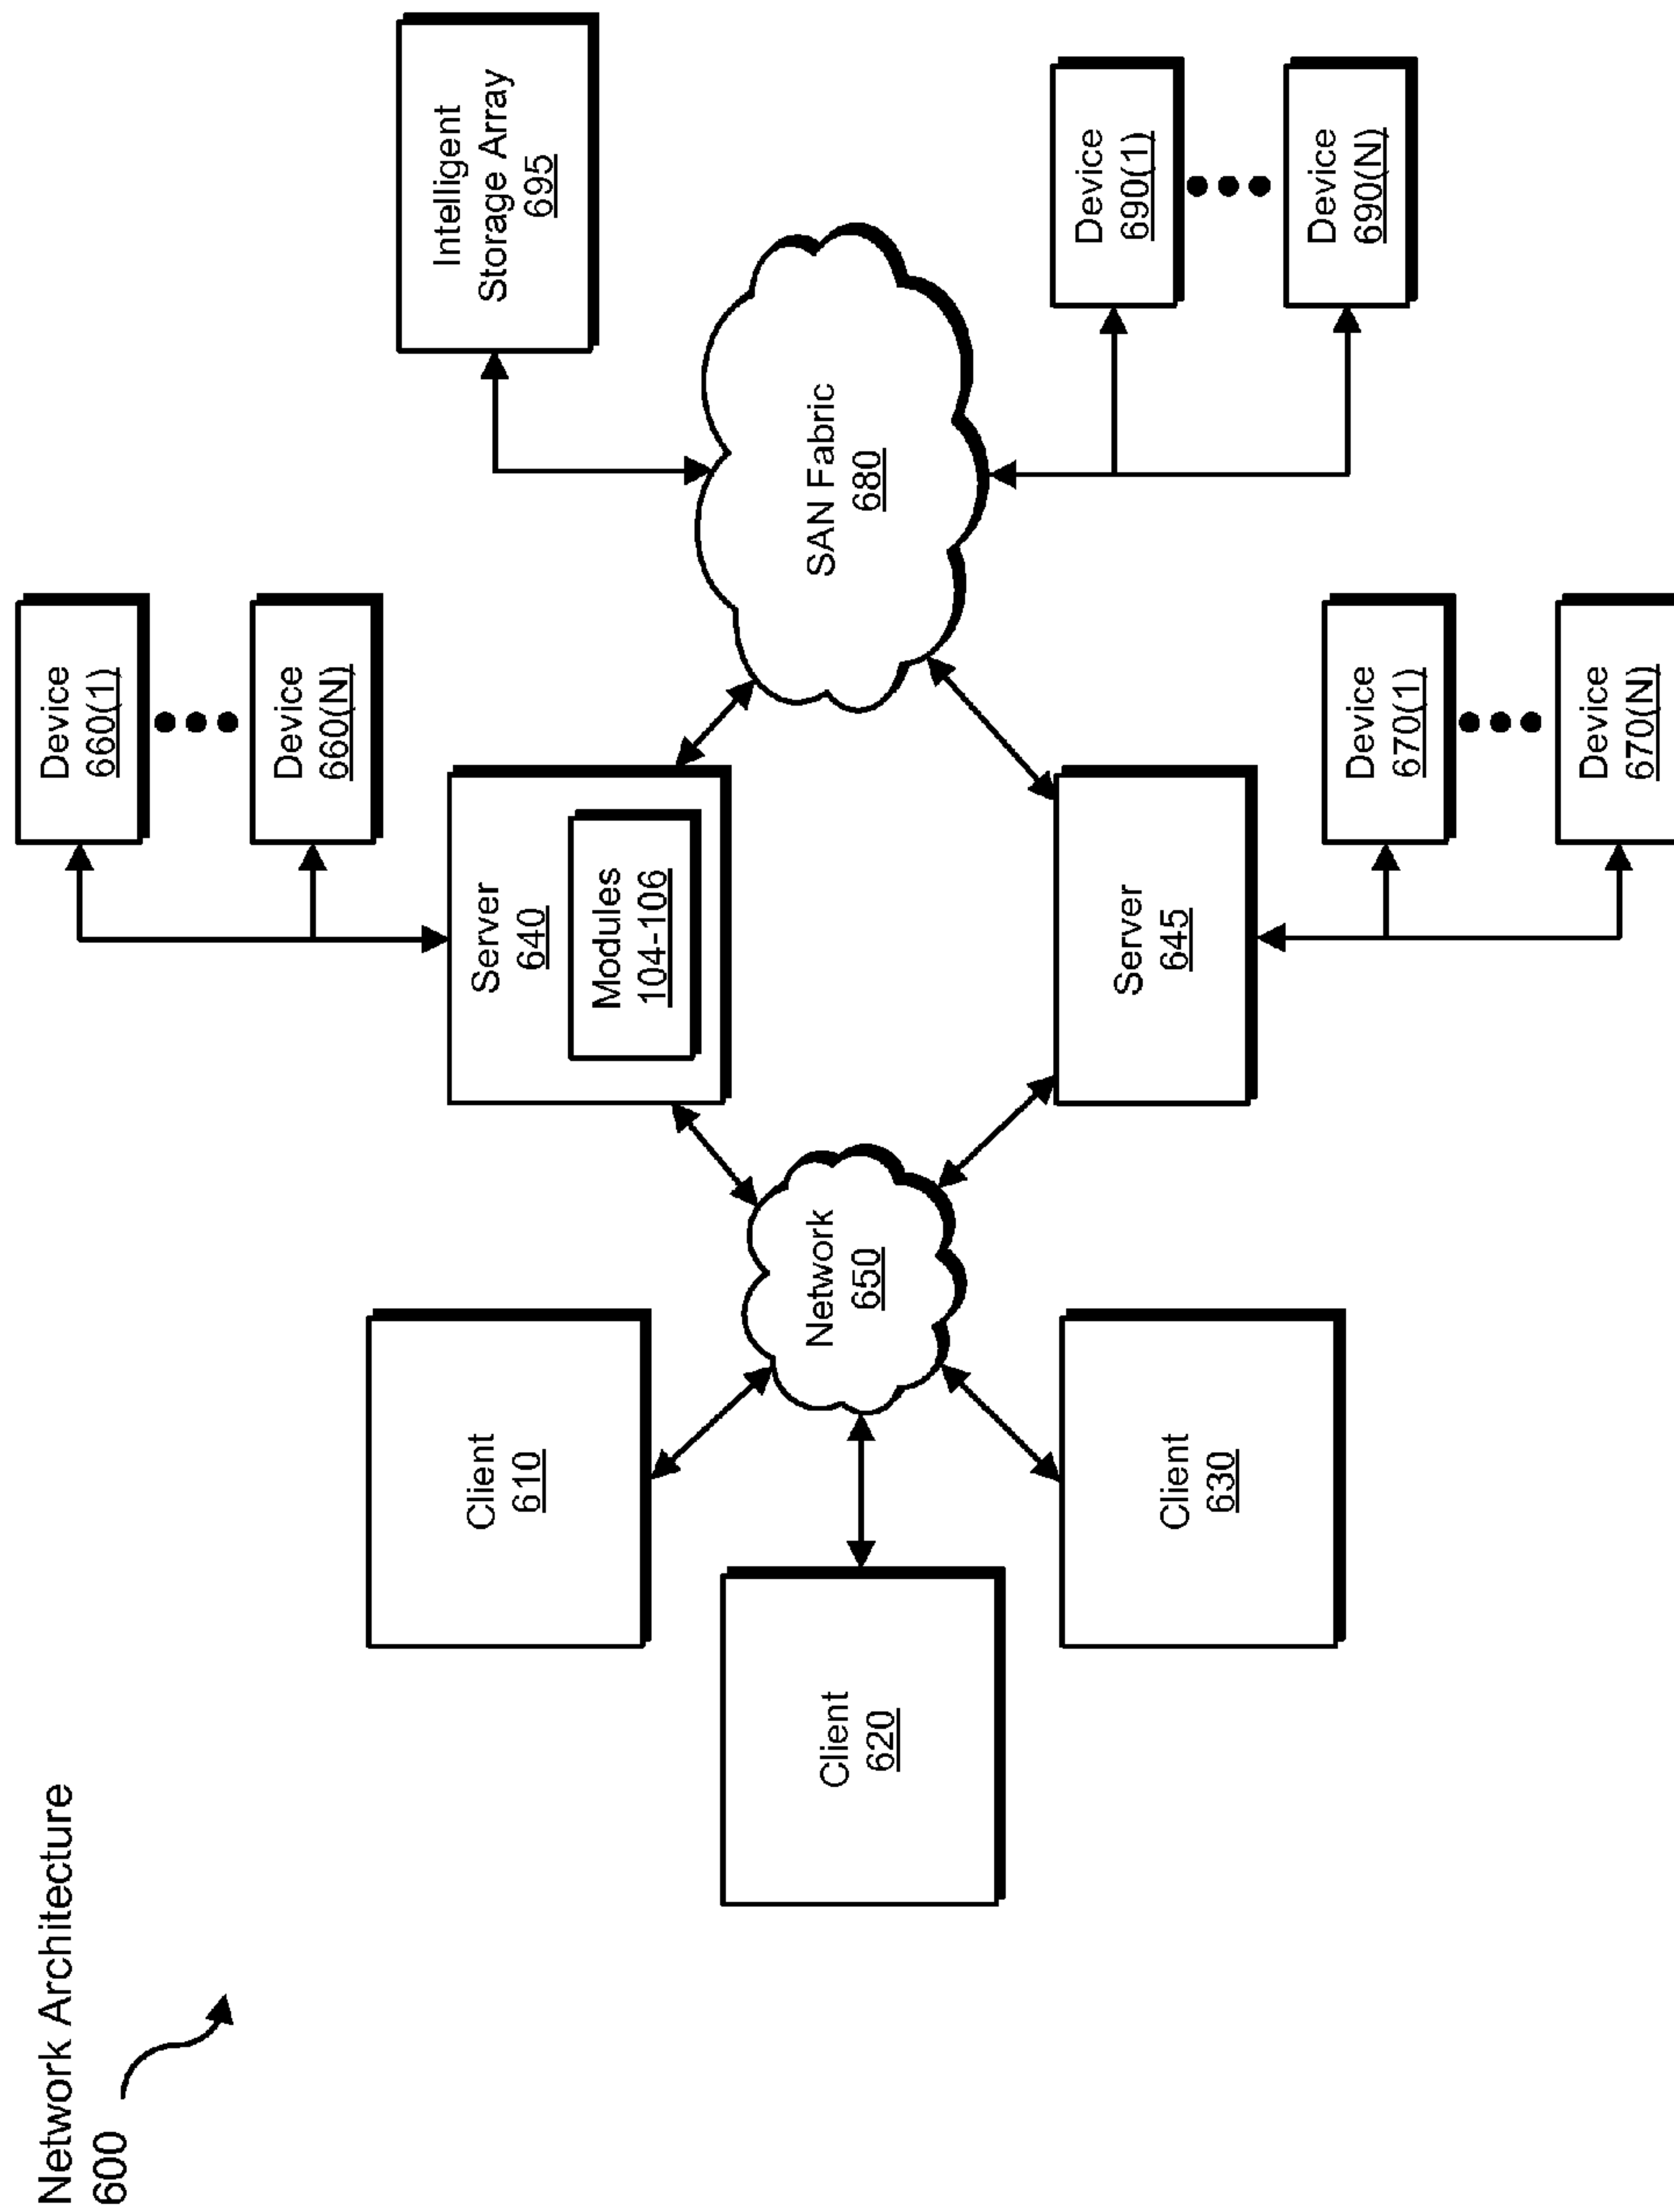 Network Architecture
600
Client
610
Client
620
Client
630
Network
650
Server
640
Modules
104-106
Server
645
Device
660(1)
Device
660(N)
Device
670(1)
Device
670(N)
SAN Fabric
680
Intelligent
Storage Array
695
Device
690(1)
Device
690(N)